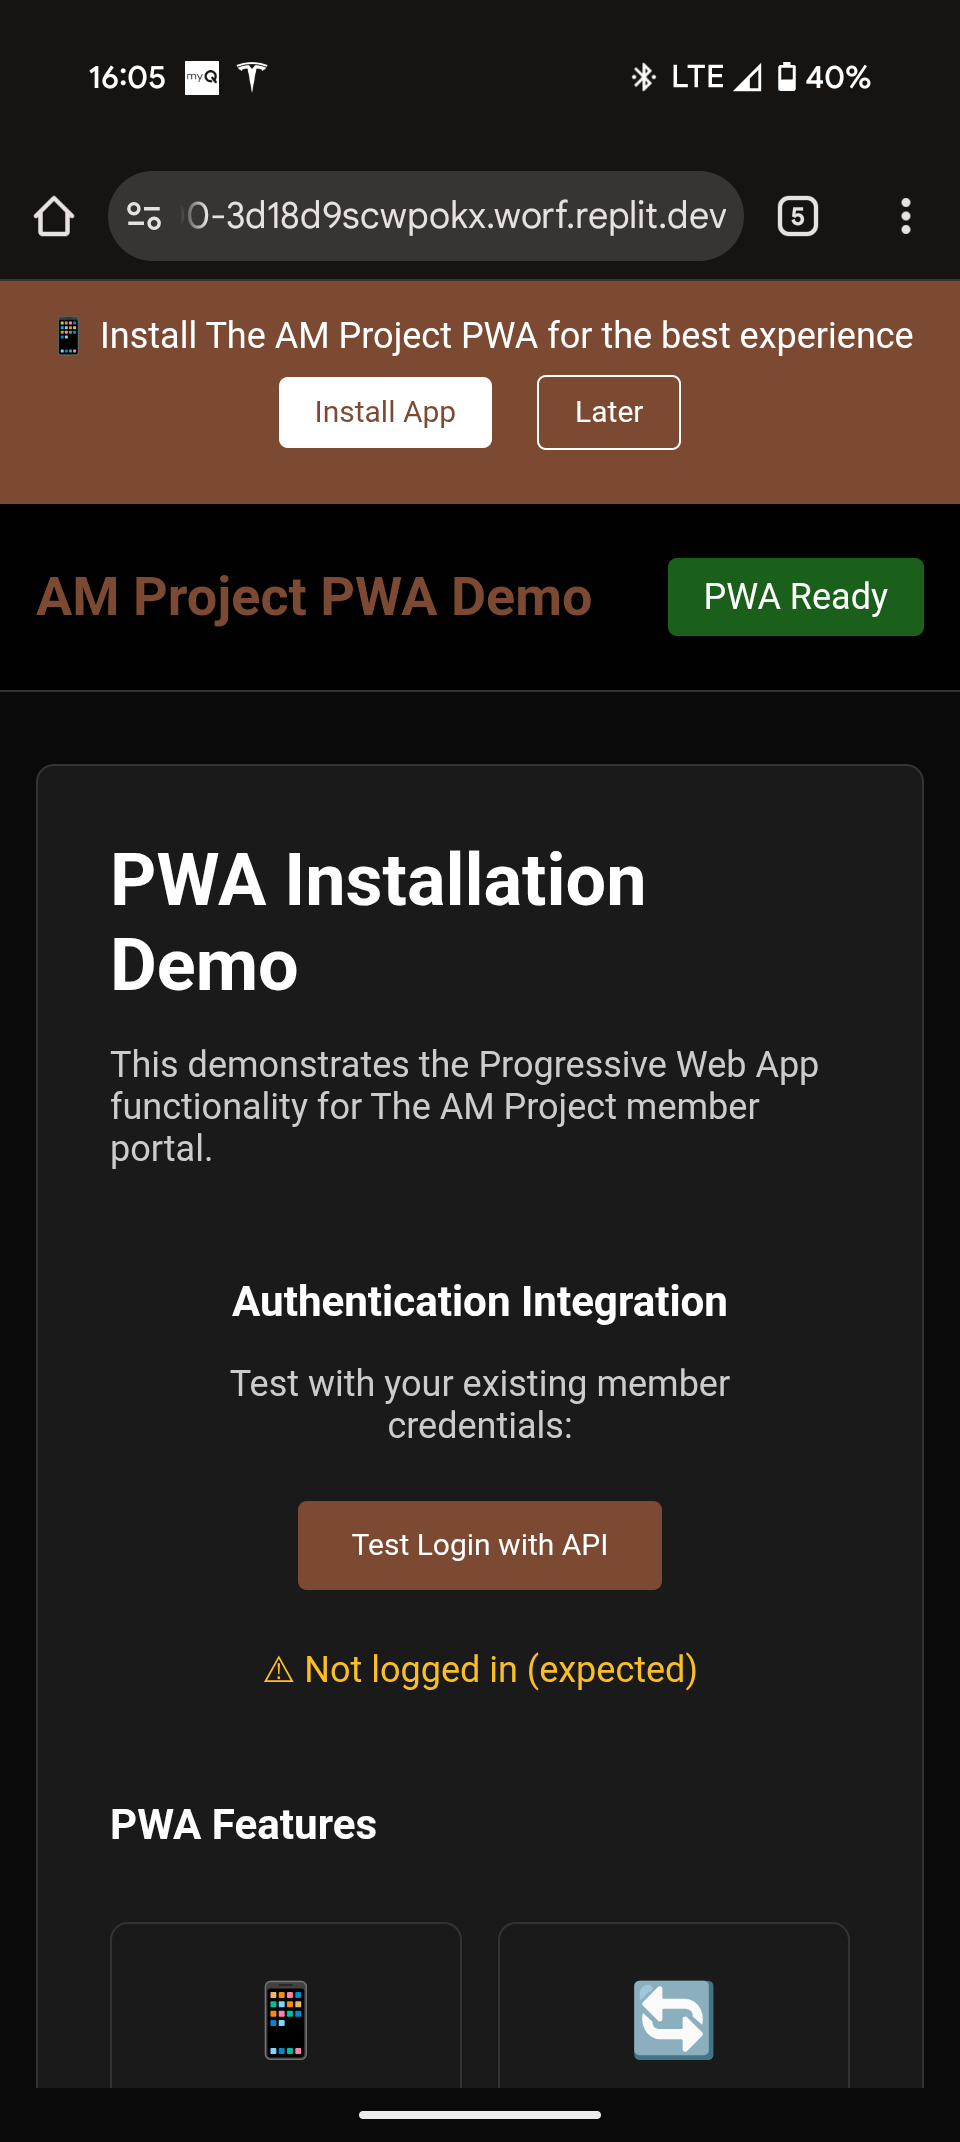 16:05 myQ LTE 40%
0-3d18d9scwpokx.worf.replit.dev 5
Install The AM Project PWA for the best experience
Install App Later
AM Project PWA Demo PWA Ready
PWA Installation
Demo
This demonstrates the Progressive Web App
functionality for The AM Project member
portal.
Authentication Integration
Test with your existing member
credentials:
Test Login with API
⚠ Not logged in (expected)
PWA Features